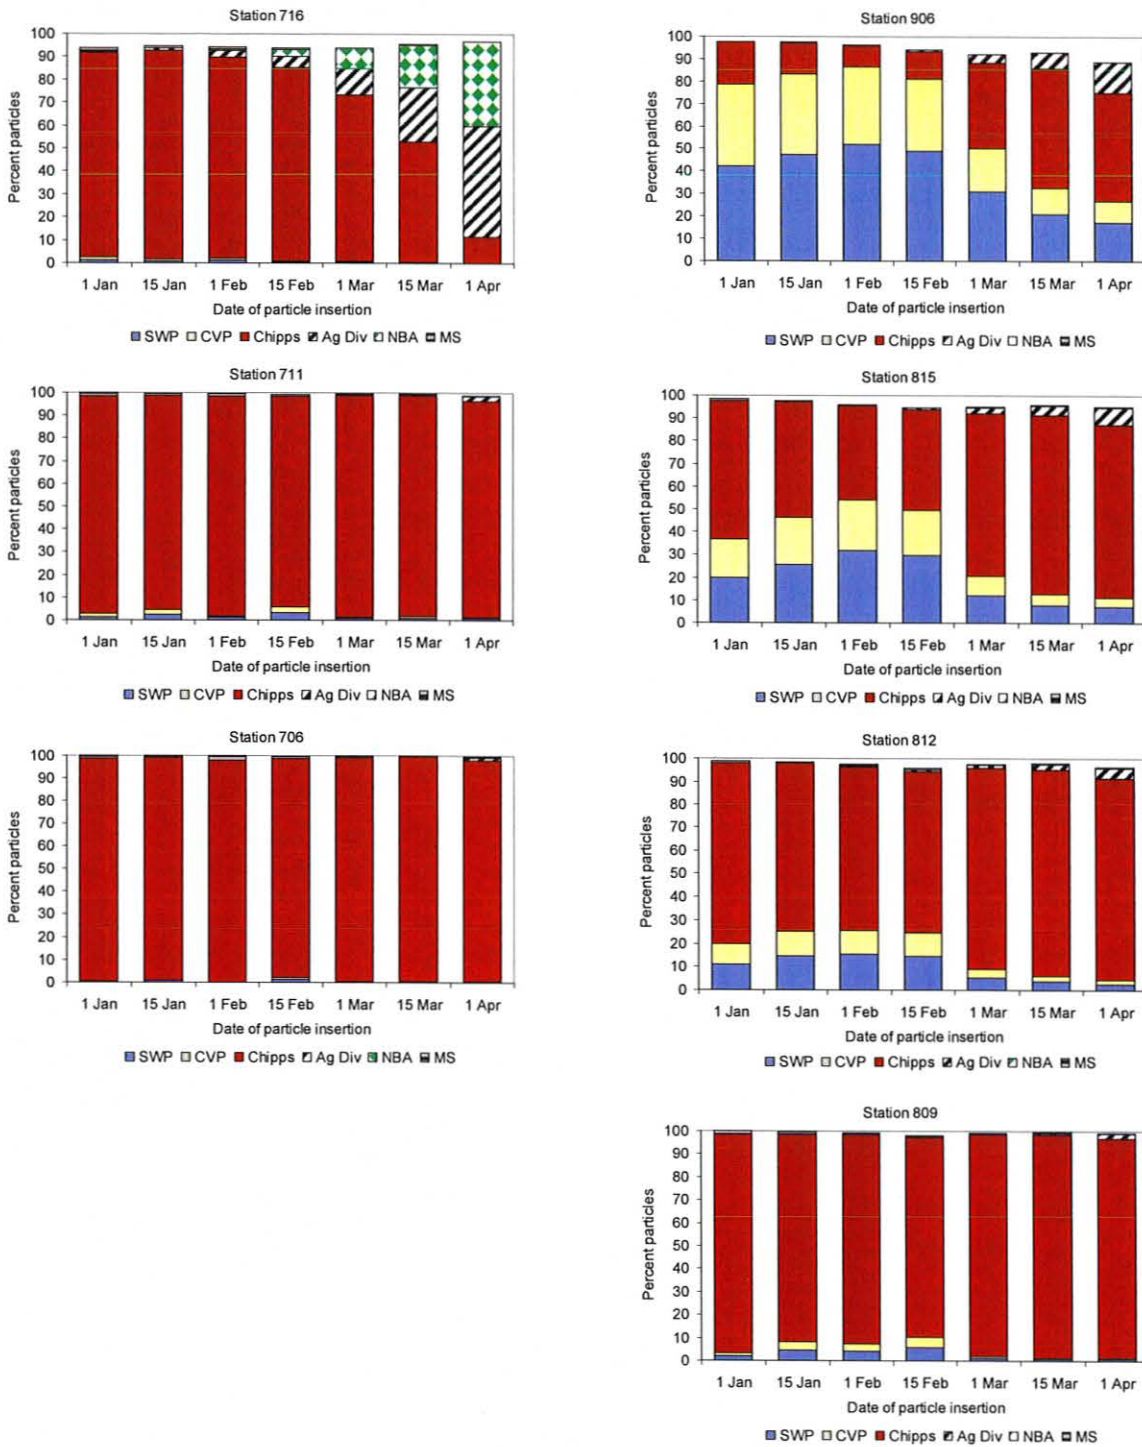 Station 716
Percent particles
100
90
80
70
60
50
40
30
20
10
0
1 Jan 15 Jan 1 Feb 15 Feb 1 Mar 15 Mar 1 Apr
Date of particle insertion
SWP CVP Chipps Ag Div NBA MS
Station 711
Percent particles
100
90
80
70
60
50
40
30
20
10
0
1 Jan 15 Jan 1 Feb 15 Feb 1 Mar 15 Mar 1 Apr
Date of particle insertion
SWP CVP Chipps Ag Div NBA MS
Station 706
Percent particles
100
90
80
70
60
50
40
30
20
10
0
1 Jan 15 Jan 1 Feb 15 Feb 1 Mar 15 Mar 1 Apr
Date of particle insertion
SWP CVP Chipps Ag Div NBA MS
Station 906
Percent particles
100
90
80
70
60
50
40
30
20
10
0
1 Jan 15 Jan 1 Feb 15 Feb 1 Mar 15 Mar 1 Apr
Date of particle insertion
SWP CVP Chipps Ag Div NBA MS
Station 815
Percent particles
100
90
80
70
60
50
40
30
20
10
0
1 Jan 15 Jan 1 Feb 15 Feb 1 Mar 15 Mar 1 Apr
Date of particle insertion
SWP CVP Chipps Ag Div NBA MS
Station 812
Percent particles
100
90
80
70
60
50
40
30
20
10
0
1 Jan 15 Jan 1 Feb 15 Feb 1 Mar 15 Mar 1 Apr
Date of particle insertion
SWP CVP Chipps Ag Div NBA MS
Station 809
Percent particles
100
90
80
70
60
50
40
30
20
10
0
1 Jan 15 Jan 1 Feb 15 Feb 1 Mar 15 Mar 1 Apr
Date of particle insertion
SWP CVP Chipps Ag Div NBA MS